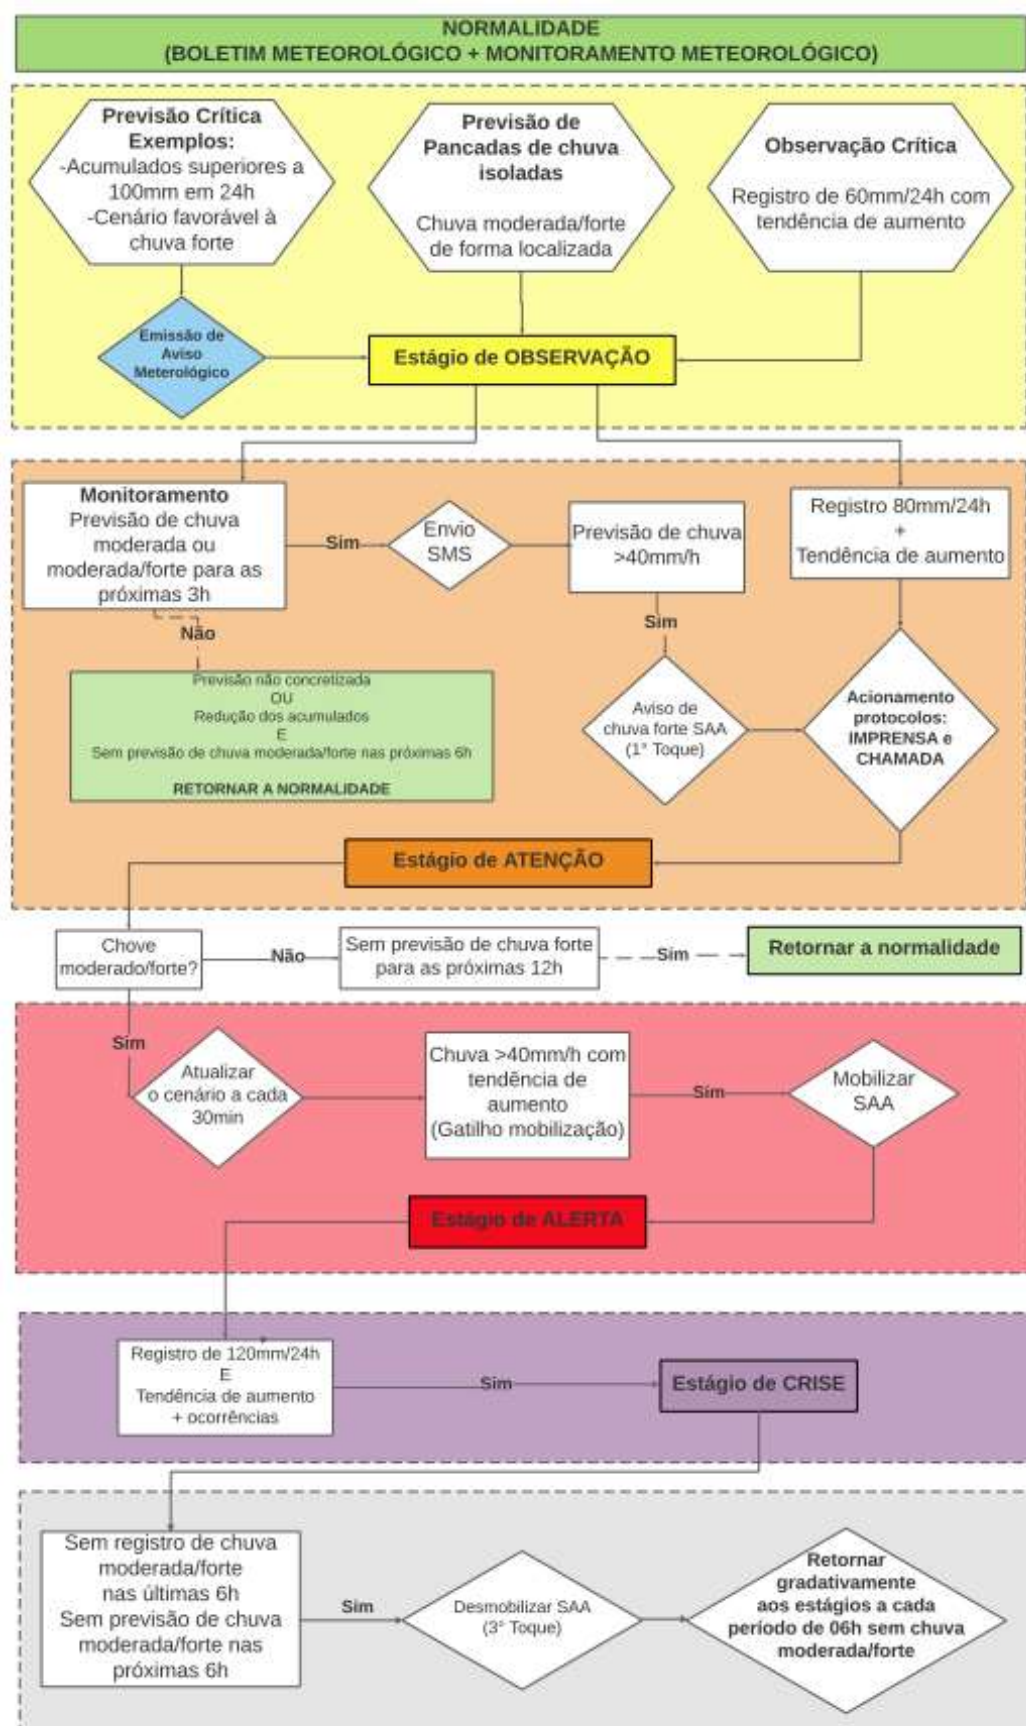 NORMALIDADE
(BOLETIM METEOROLÓGICO + MONITORAMENTO METEOROLÓGICO)
Previsão Crítica
Exemplos:
-Acumulados superiores a
100mm em 24h
-Cenário favorável à
chuva forte
Previsão de
Pancadas de chuva
isoladas
Chuva moderada/forte
de forma localizada
Observação Crítica
Registro de 60mm/24h com
tendência de aumento
Emissão de
Aviso
Meterológico
Estágio de OBSERVAÇÃO
Monitoramento
Previsão de chuva
moderada ou
moderada/forte para as
próximas 3h
Sim
Envio
SMS
Previsão de chuva
>40mm/h
Registro 80mm/24h
+
Tendência de aumento
Não
Sim
Previsão não concretizada
OU
Redução dos acumulados
E
Sem previsão de chuva moderada/forte nas próximas 6h
RETORNAR A NORMALIDADE
Aviso de
chuva forte SAA
(1° Toque)
Acionamento
protocolos:
IMPRENSA e
CHAMADA
Estágio de ATENÇÃO
Chove
moderado/forte?
Não
Sem previsão de chuva forte
para as próximas 12h
Sim
Retornar a normalidade
Sim
Atualizar
o cenário a cada
30min
Chuva >40mm/h com
tendência de
aumento
(Gatilho mobilização)
Sim
Mobilizar
SAA
Estágio de ALERTA
Registro de 120mm/24h
E
Tendência de aumento
+ ocorrências
Sim
Estágio de CRISE
Sem registro de chuva
moderada/forte
nas últimas 6h
Sem previsão de chuva
moderada/forte nas
próximas 6h
Sim
Desmobilizar SAA
(3° Toque)
Retornar
gradativamente
aos estágios a cada
período de 06h sem chuva
moderada/forte